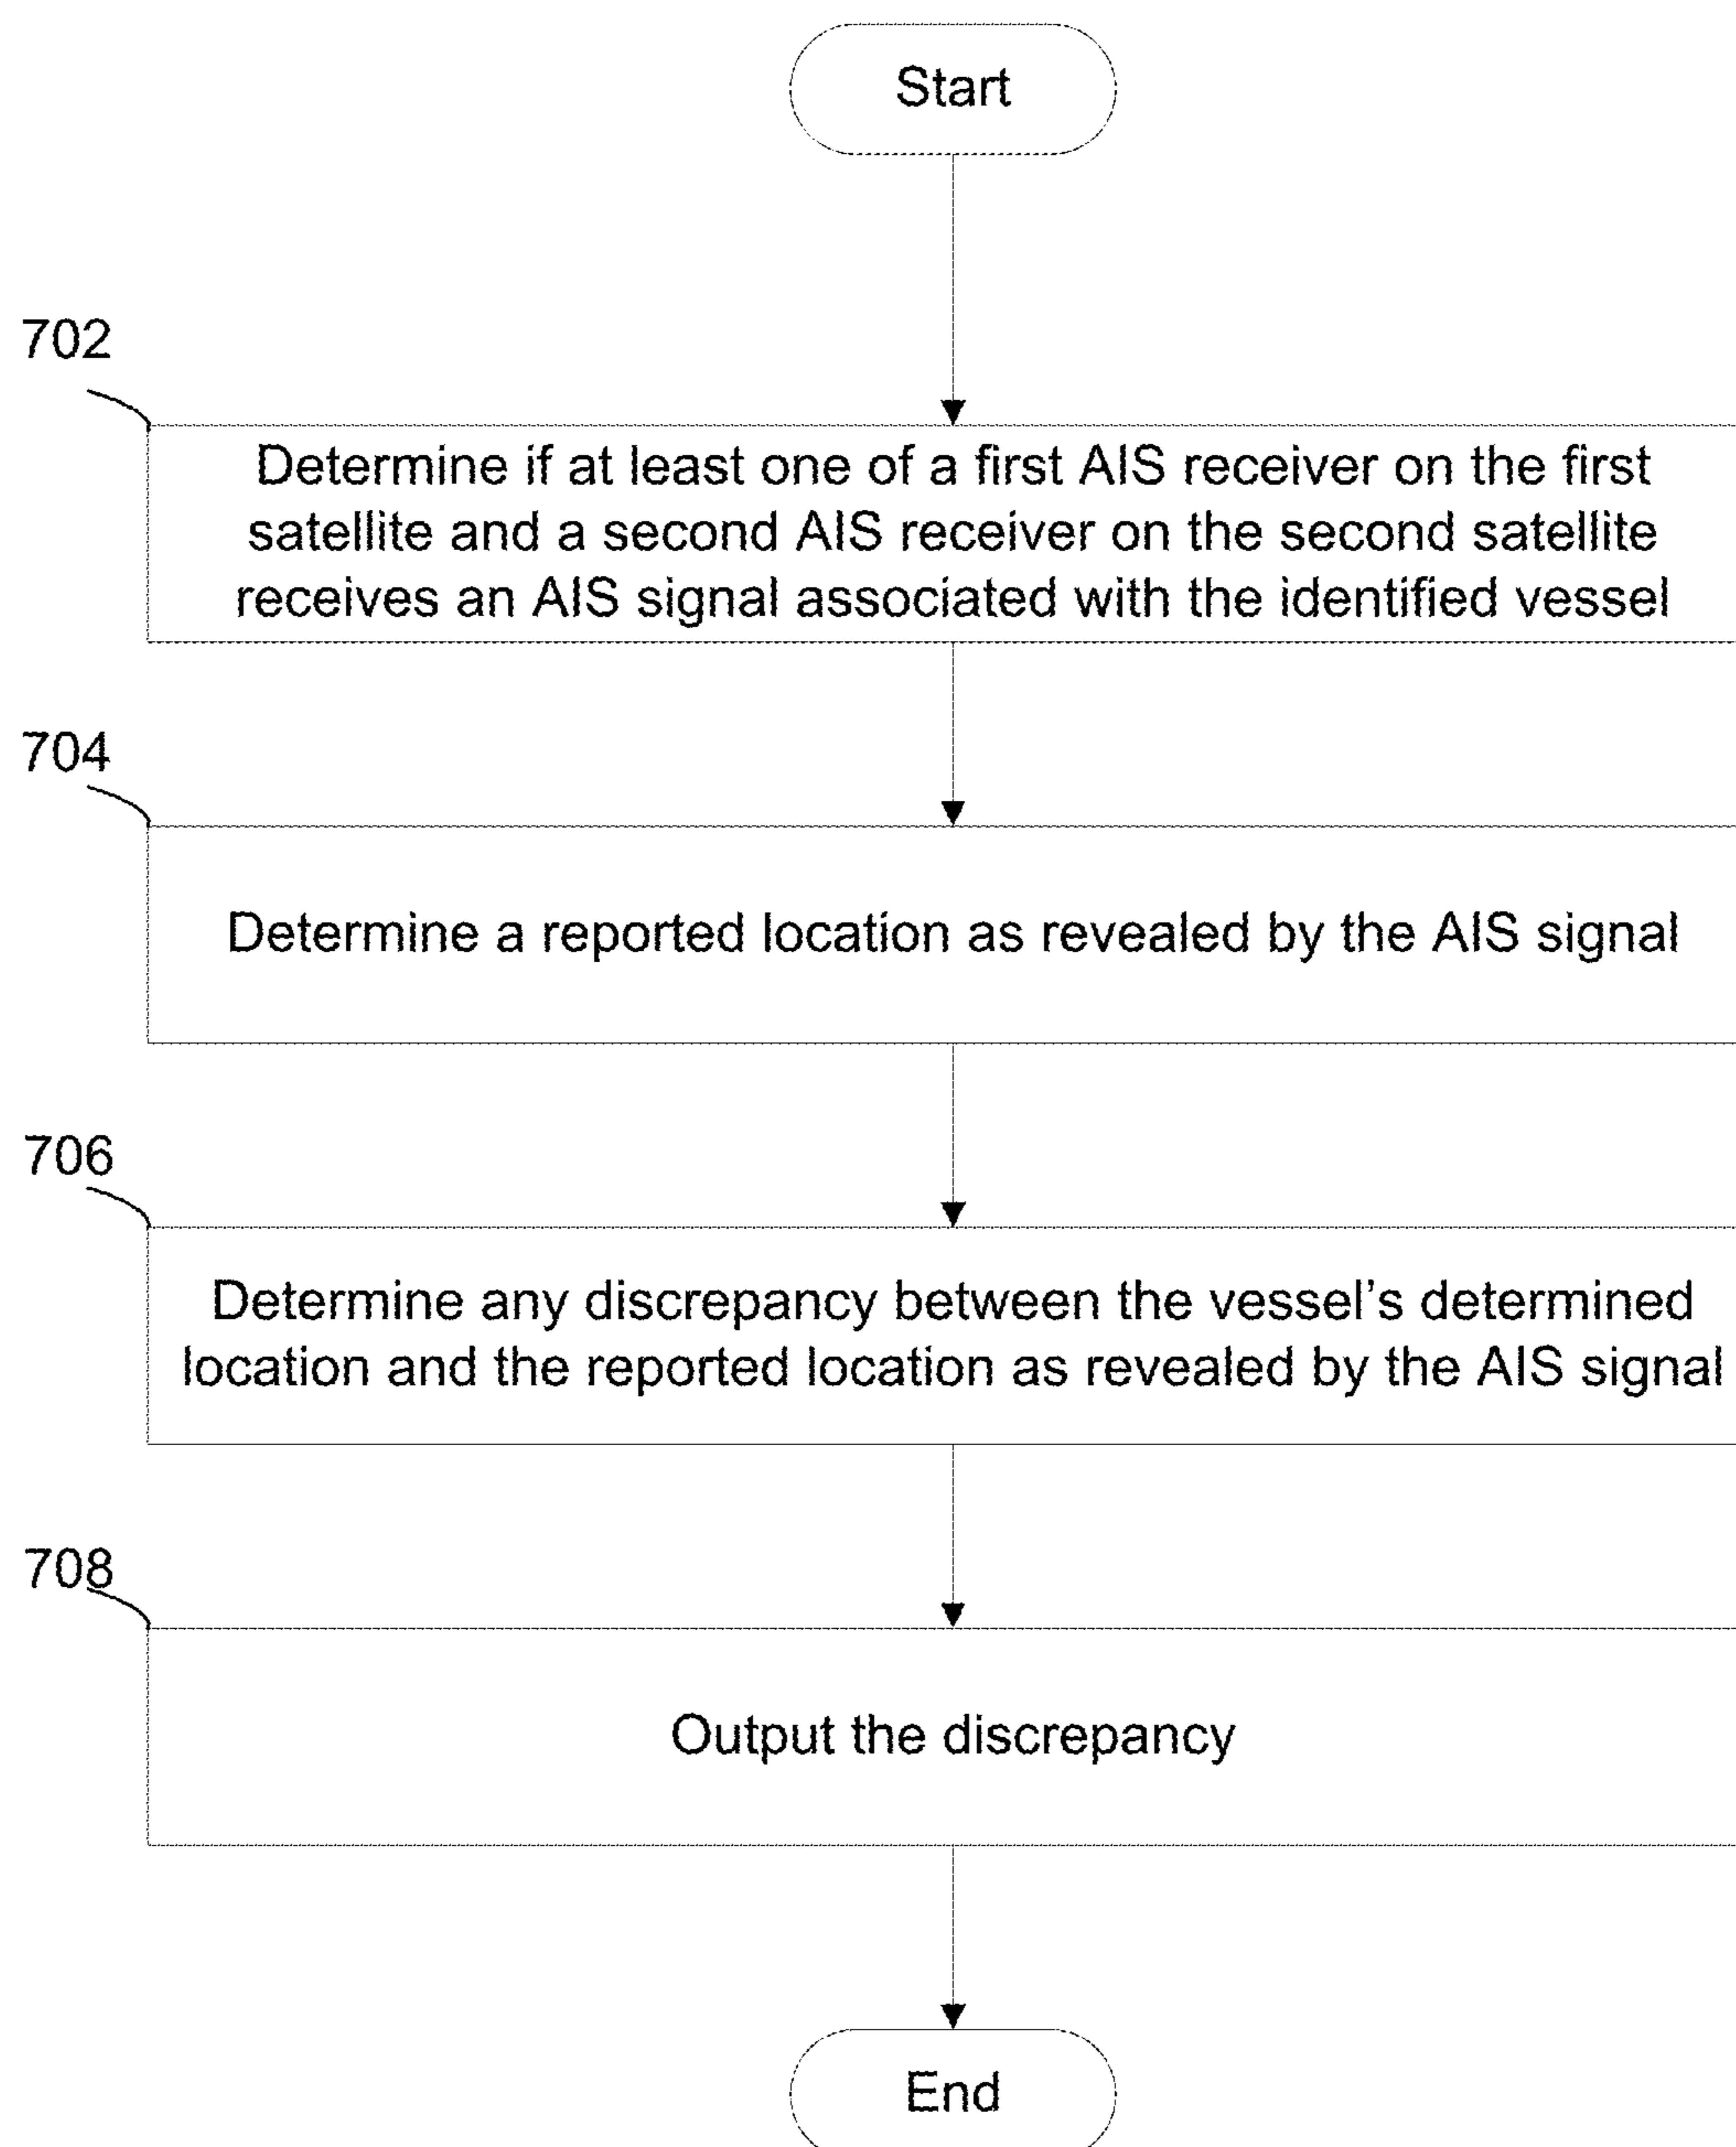 Start
702
Determine if at least one of a first AIS receiver on the first
satellite and a second AIS receiver on the second satellite
receives an AIS signal associated with the identified vessel
704
Determine a reported location as revealed by the AIS signal
706
Determine any discrepancy between the vessel's determined
location and the reported location as revealed by the AIS signal
708
Output the discrepancy
End